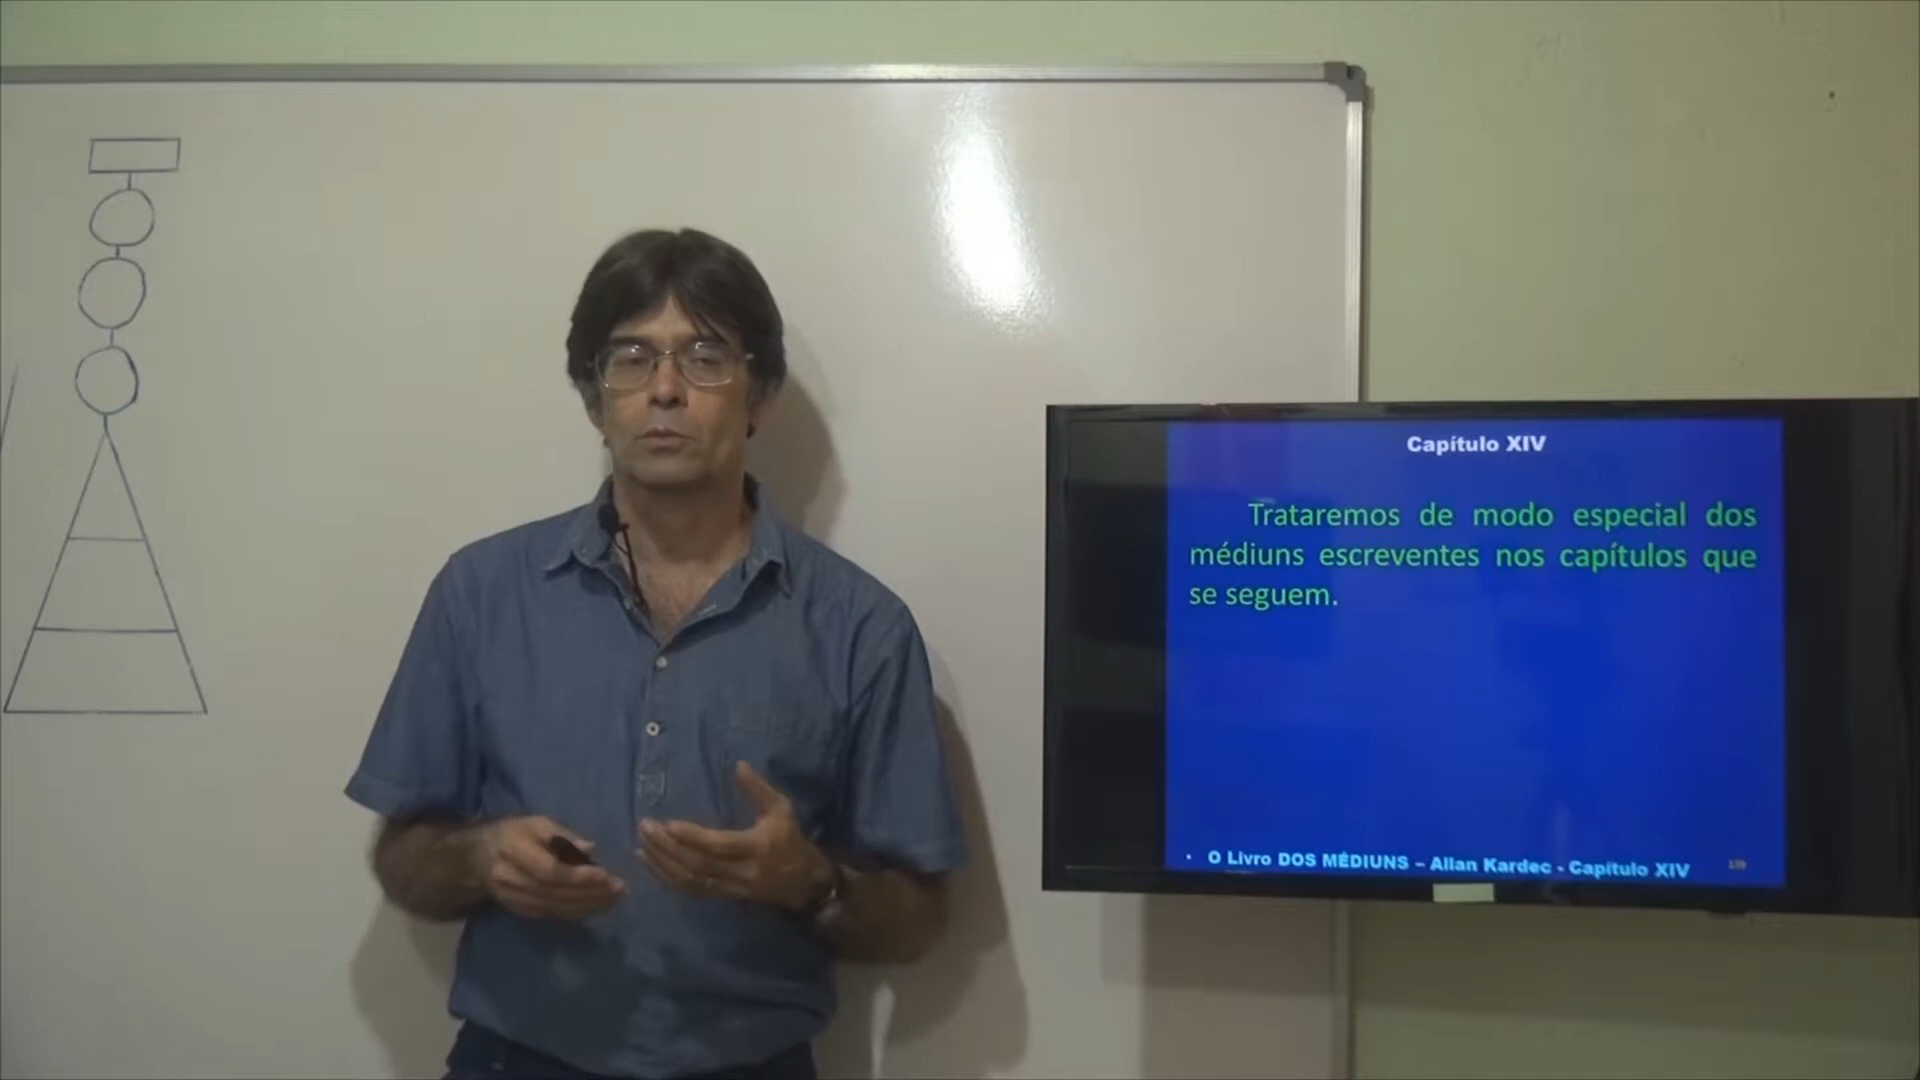 Capítulo XIV
Trataremos de modo especial dos
médiuns escreventes nos capítulos que
se seguem.
• O Livro DOS MÉDIUNS – Allan Kardec - Capítulo XIV